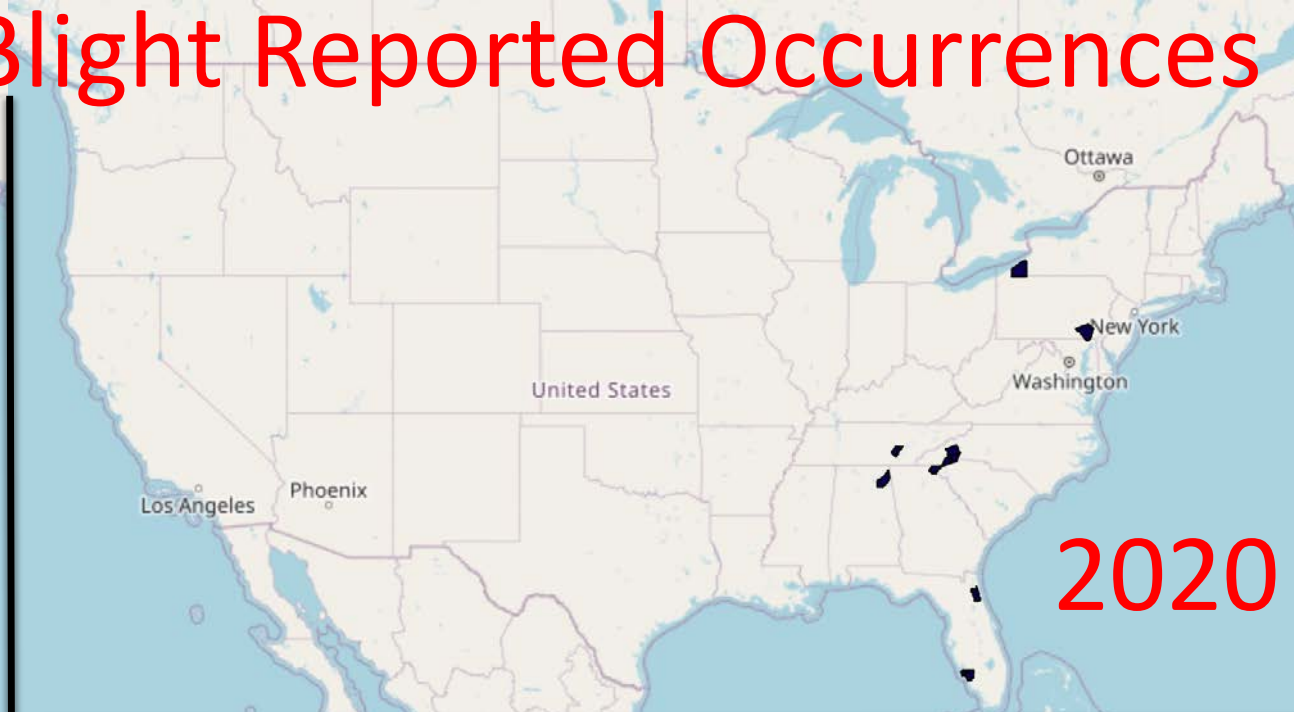 Blight Reported Occurrences
Ottawa
New York
Washington
United States
Phoenix
Los Angeles
2020